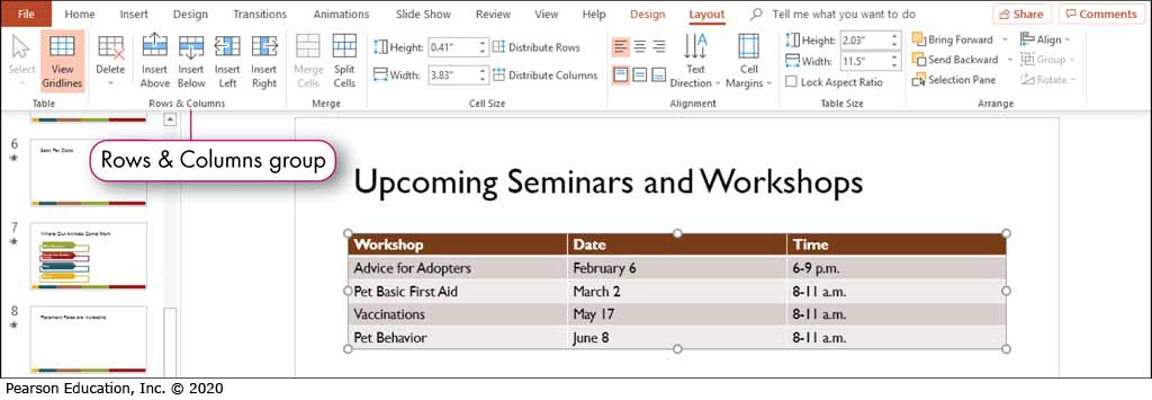 File Home Insert Design Transitions Animations Slide Show Review View Help Design Layout Tell me what you want to do Share Comments
Select
View Gridlines
Delete
Insert Above
Insert Below
Insert Left
Insert Right
Merge Cells
Split Cells
Height: 0.41"
Width: 3.83"
Distribute Rows
Distribute Columns
Text Direction
Cell Margins
Height: 2.03"
Width: 11.5"
Lock Aspect Ratio
Bring Forward
Send Backward
Selection Pane
Align
Group
Rotate
Table Rows & Columns Merge Cell Size Alignment Table Size Arrange
6
Rows & Columns group
7
Where Our Animals Come From
8
Placement Rates are Increasing
Upcoming Seminars and Workshops
Workshop Date Time
Advice for Adopters February 6 6-9 p.m.
Pet Basic First Aid March 2 8-11 a.m.
Vaccinations May 17 8-11 a.m.
Pet Behavior June 8 8-11 a.m.
Pearson Education, Inc. © 2020